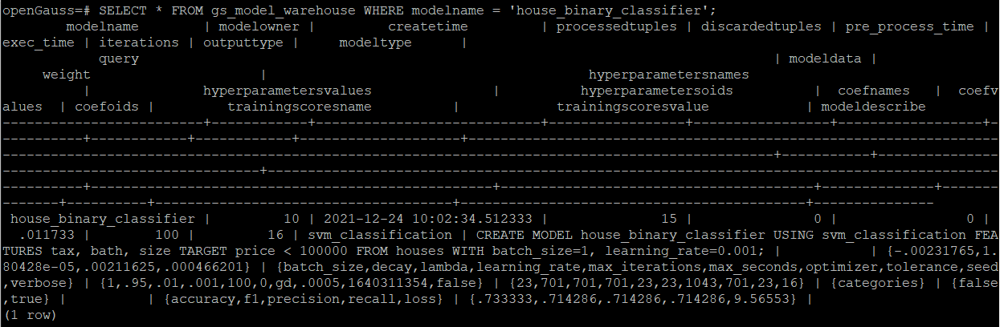 openGauss=# SELECT * FROM gs_model_warehouse WHERE modelname = 'house_binary_classifier';
modelname | modelowner | createtime | processedtuples | discardedtuples | pre_process_time |
exec_time | iterations | outputtype | modeltype |
query | modeldata |
weight | hyperparametersnames
| hyperparametersvalues | hyperparametersoids | coefnames | coefv
alues | coefoids | trainingscoresname | trainingscoresvalue | modeldescribe
--------------------------+------------+----------------------------+-----------------+-----------------+------------------+-
----------+------------+------------+--------------------+-------------------------------------------------------------------
------------------------------------------------------------------------------------------------+-----------+---------------
--------------------------------+--------------------------------------------------------------------------------------------
----------+--------------------------------------------------+---------------------------------------+--------------+-------
-------+----------+-------------------------------------+-------------------------------------------+---------------
house_binary_classifier | 10 | 2021-12-24 10:02:34.512333 | 15 | 0 | 0 |
.011733 | 100 | 16 | svm_classification | CREATE MODEL house_binary_classifier USING svm_classification FEA
TURES tax, bath, size TARGET price < 100000 FROM houses WITH batch_size=1, learning_rate=0.001; | | {-.00231765,1.
80428e-05,.00211625,.000466201} | {batch_size,decay,lambda,learning_rate,max_iterations,max_seconds,optimizer,tolerance,seed
,verbose} | {1,.95,.01,.001,100,0,gd,.0005,1640311354,false} | {23,701,701,701,23,23,1043,701,23,16} | {categories} | {false
,true} | | {accuracy,f1,precision,recall,loss} | {.733333,.714286,.714286,.714286,9.56553} |
(1 row)